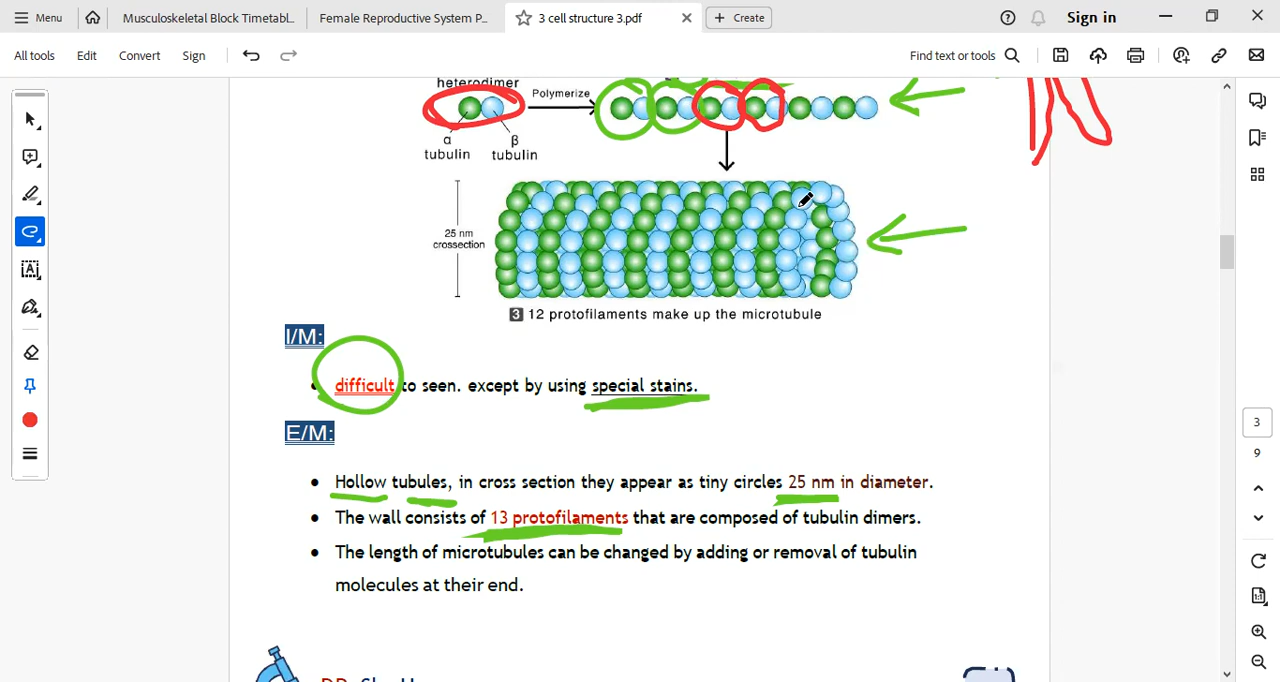 Menu
Musculoskeletal Block Timetabl...
Female Reproductive System P...
3 cell structure 3.pdf
Create
Sign in
All tools
Edit
Convert
Sign
Find text or tools
heterodimer
Polymerize
α
tubulin
β
tubulin
25 nm
crossection
3 12 protofilaments make up the microtubule
I/M:
• difficult to seen. except by using special stains.
E/M:
• Hollow tubules, in cross section they appear as tiny circles 25 nm in diameter.
• The wall consists of 13 protofilaments that are composed of tubulin dimers.
• The length of microtubules can be changed by adding or removal of tubulin
molecules at their end.
3
9
1:1